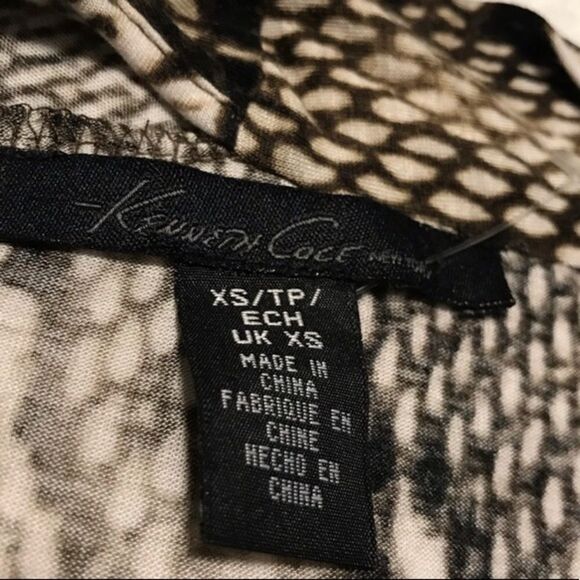 Kenneth Cole NEW YORK
XS/TP/
ECH
UK XS
MADE IN
CHINA
FABRIQUE EN
CHINE
HECHO EN
CHINA